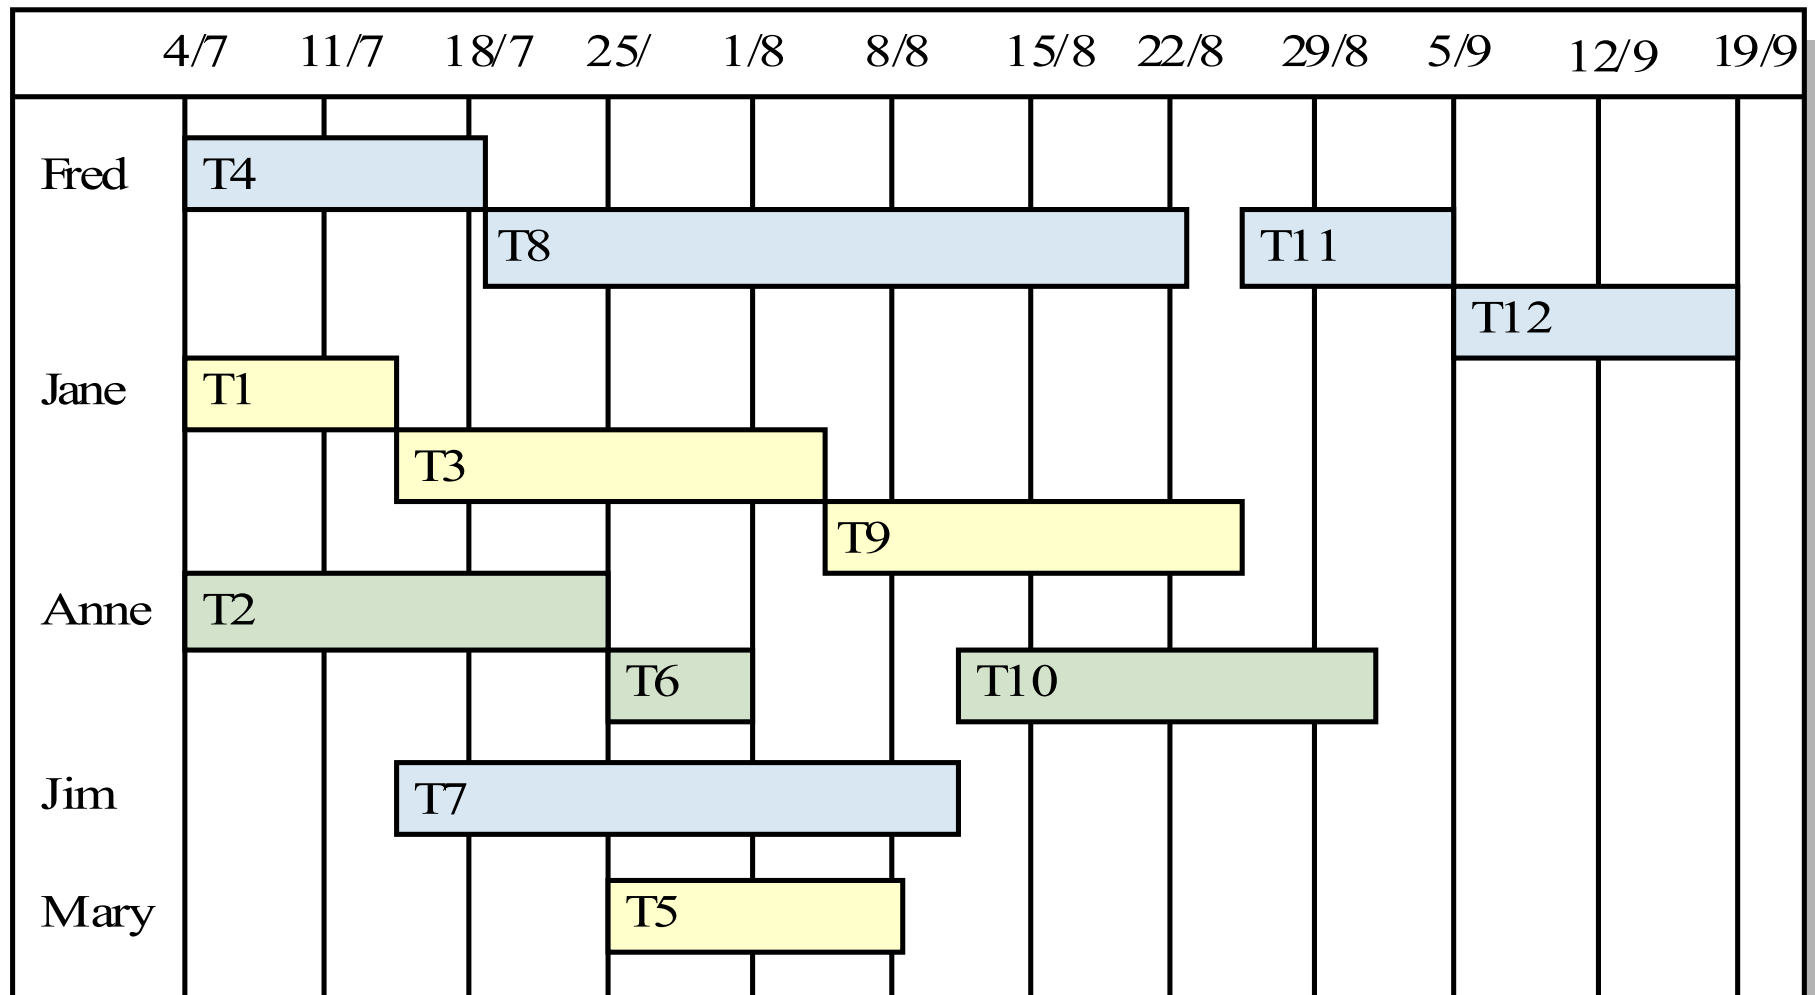 4/7 11/7 18/7 25/ 1/8 8/8 15/8 22/8 29/8 5/9 12/9 19/9
Fred T4
T8 T11
T12
Jane T1
T3
T9
Anne T2
T6 T10
Jim T7
Mary T5